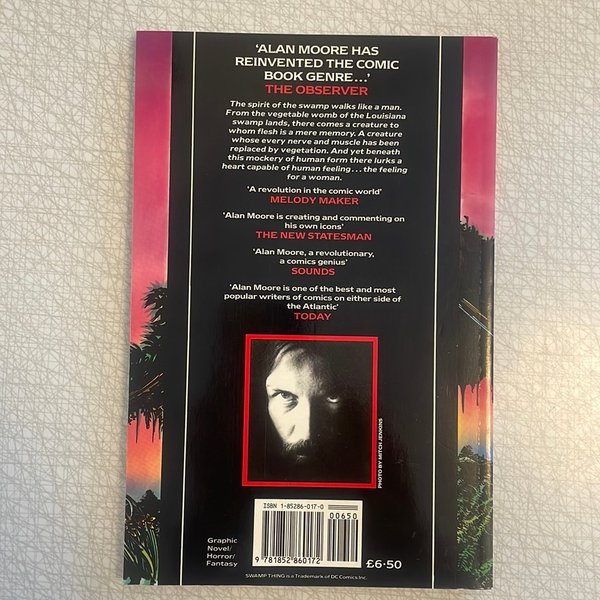 ‘ALAN MOORE HAS
REINVENTED THE COMIC
BOOK GENRE...’
THE OBSERVER
The spirit of the swamp walks like a man.
From the vegetable womb of the Louisiana
swamp lands, there comes a creature to
whom flesh is a mere memory. A creature
whose every nerve and muscle has been
replaced by vegetation. And yet beneath
this mockery of human form there lurks a
heart capable of human feeling...the feeling
for a woman.
‘A revolution in the comic world’
MELODY MAKER
‘Alan Moore is creating and commenting on
his own icons’
THE NEW STATESMAN
‘Alan Moore, a revolutionary,
a comics genius’
SOUNDS
‘Alan Moore is one of the best and most
popular writers of comics on either side of
the Atlantic’
TODAY
PHOTO BY MITCH JENKINS
ISBN 1-85286-017-0
00650
9 781852 860172
Graphic
Novel/
Horror/
Fantasy
£6·50
SWAMP THING is a Trademark of DC Comics Inc.